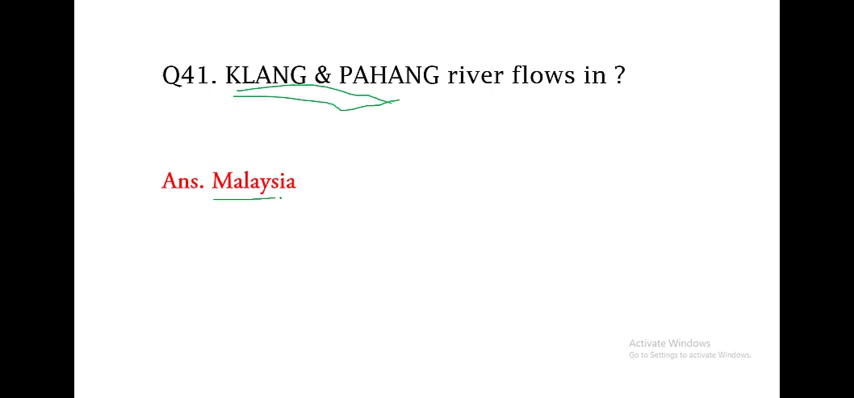 Q41. KLANG & PAHANG river flows in ?
Ans. Malaysia
Activate Windows
Go to Settings to activate Windows.